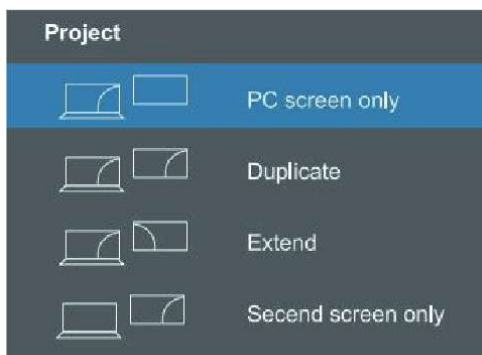 Project
PC screen only
Duplicate
Extend
Secend screen only